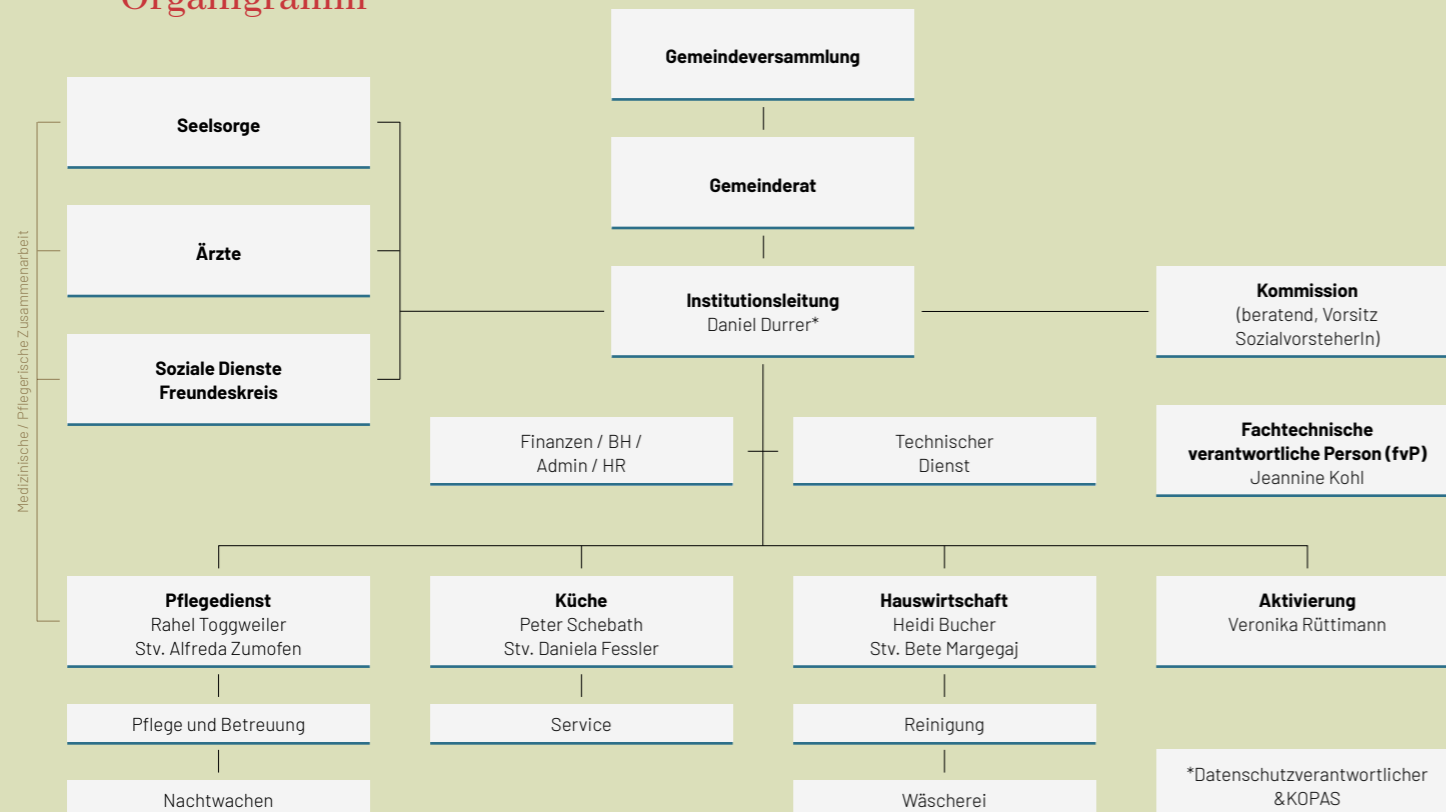 Organigramm
Gemeindeversammlung
Seelsorge
Gemeinderat
Ärzte
Medizinische / Pflegerische Zusammenarbeit
Institutionsleitung
Daniel Durrer*
Kommission
(beratend, Vorsitz
SozialvorsteherIn)
Soziale Dienste
Freundeskreis
Finanzen / BH /
Admin / HR
Technischer
Dienst
Fachtechnische
verantwortliche Person (fvP)
Jeannine Kohl
Pflegedienst
Rahel Toggweiler
Stv. Alfreda Zumofen
Küche
Peter Schebath
Stv. Daniela Fessler
Hauswirtschaft
Heidi Bucher
Stv. Bete Margegaj
Aktivierung
Veronika Rüttimann
Pflege und Betreuung
Service
Reinigung
Nachtwachen
Wäscherei
*Datenschutzverantwortlicher
&KOPAS